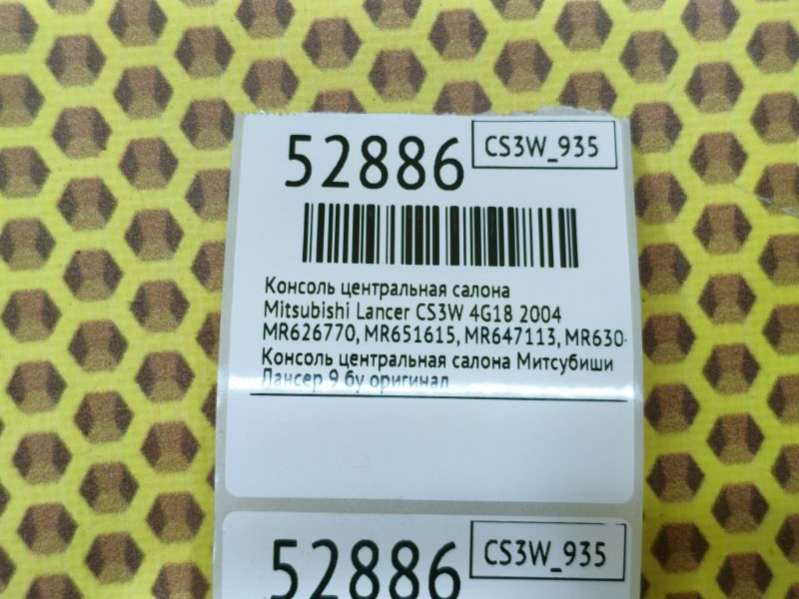 52886 CS3W_935
Консоль центральная салона
Mitsubishi Lancer CS3W 4G18 2004
MR626770, MR651615, MR647113, MR630-
Консоль центральная салона Митсубиши
Лансер 9 бу оригинал
52886 CS3W_935